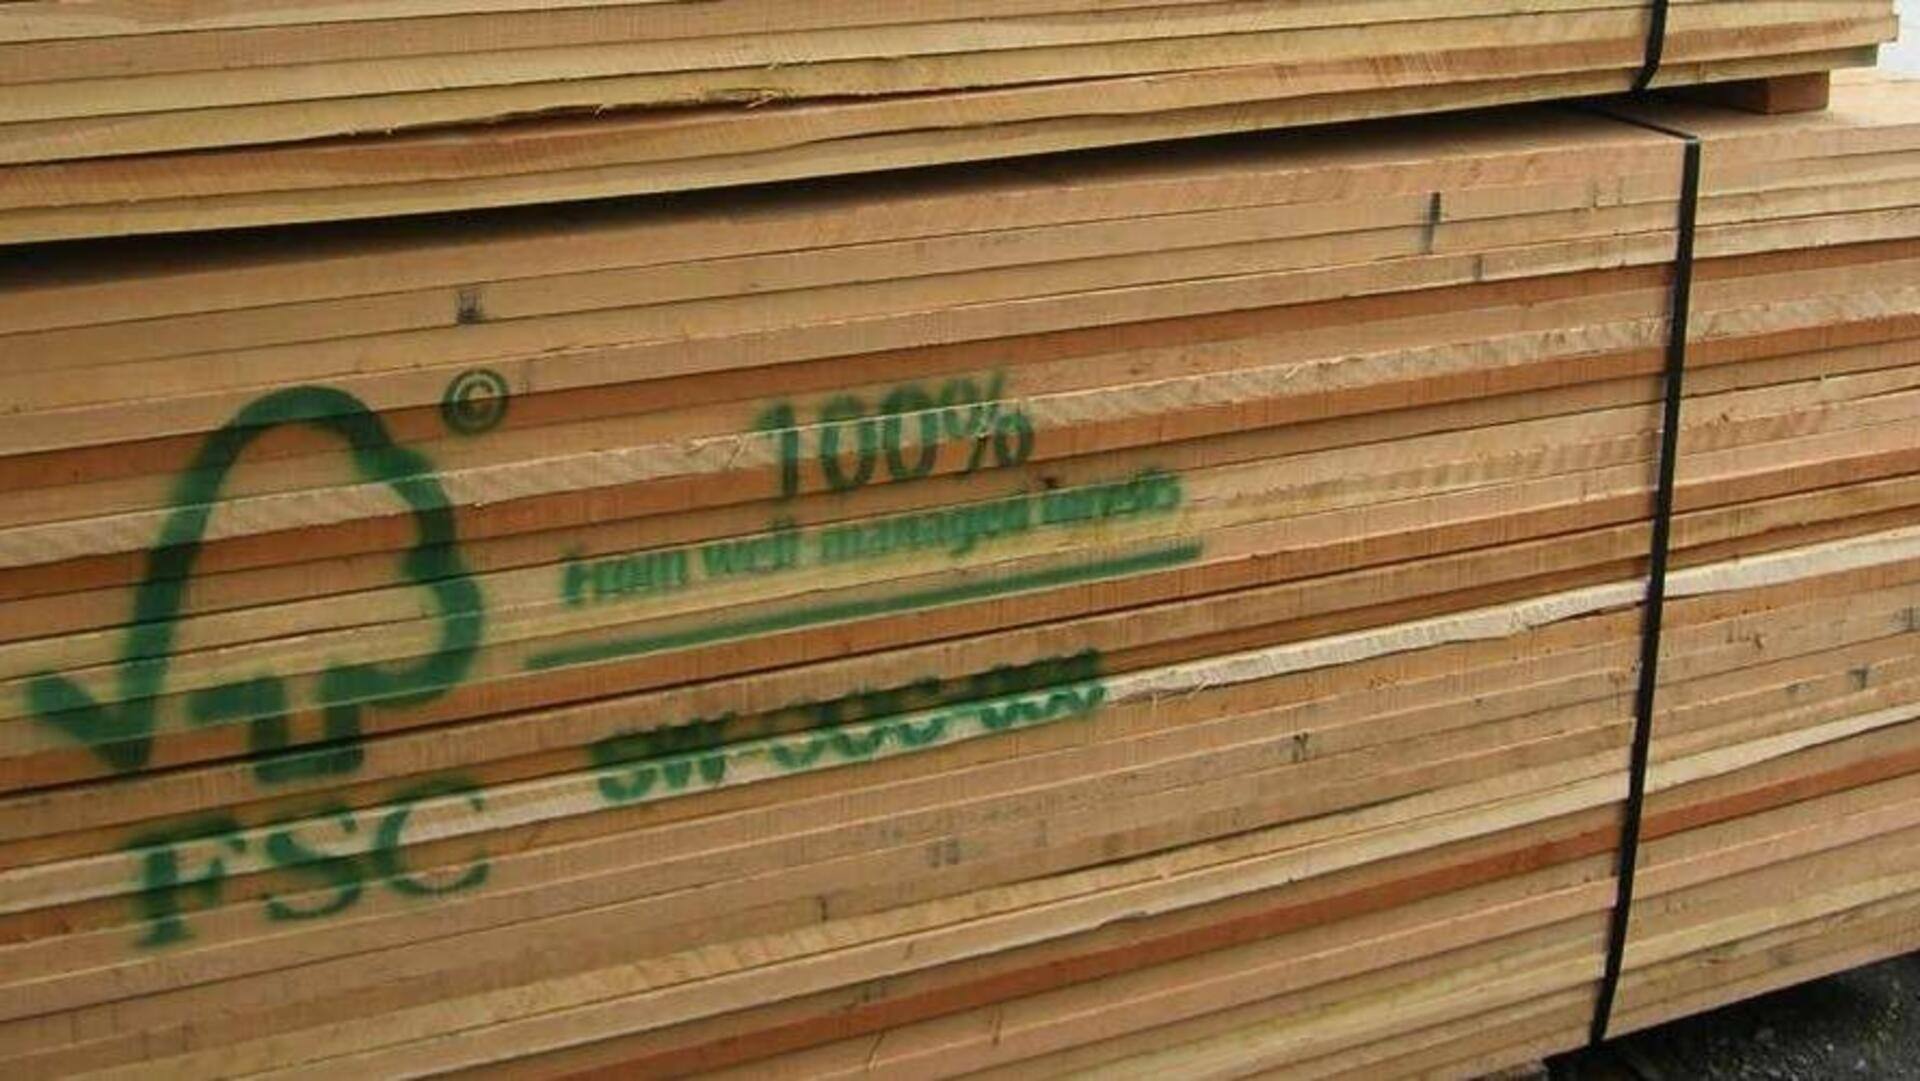 ©
100%
From well managed forests
FSC